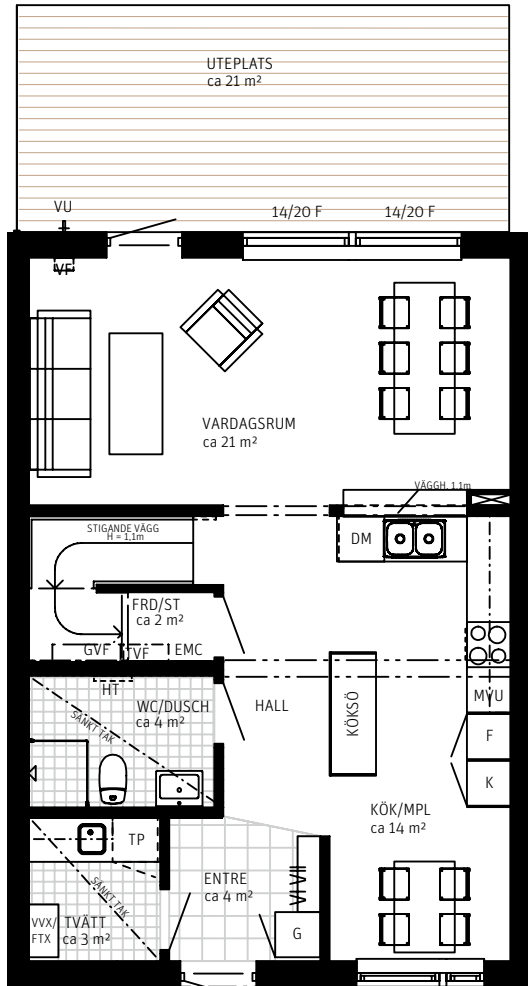 UTEPLATS
ca 21 m²
VU
14/20 F
14/20 F
VF
VARDAGSRUM
ca 21 m²
VÄGGH. 1.1m
STIGANDE VÄGG
H = 1,1m
DM
FRD/ST
ca 2 m²
GVF
TVF
EMC
HT
WC/DUSCH
ca 4 m²
SÄNKT TAK
HALL
KÖKSÖ
MVU
F
K
KÖK/MPL
ca 14 m²
TP
ENTRE
ca 4 m²
SÄNKT TAK
VVX/
FTX
TVÄTT
ca 3 m²
G